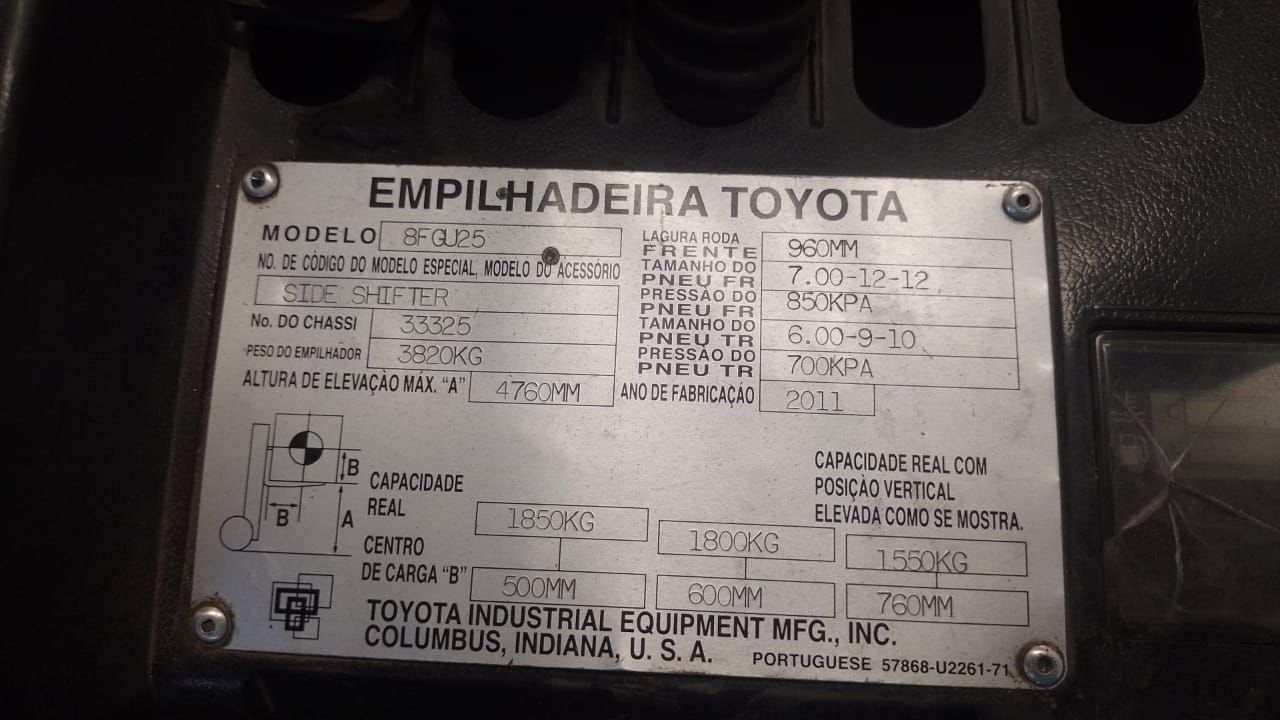 EMPILHADEIRA TOYOTA
MODELO 8FGU25
NO. DE CÓDIGO DO MODELO ESPECIAL, MODELO DO ACESSÓRIO
SIDE SHIFTER
No. DO CHASSI 33325
PESO DO EMPILHADOR 3820KG
ALTURA DE ELEVAÇÀO MÁX. "A" 4760MM
LAGURA RODA
FRENTE 960MM
TAMANHO DO
PNEU FR 7.00-12-12
PRESSÃO DO
PNEU FR 850KPA
TAMANHO DO
PNEU TR 6.00-9-10
PRESSÃO DO
PNEU TR 700KPA
ANO DE FABRICAÇÁO 2011
B
B
A
CAPACIDADE
REAL
1850KG 1800KG 1550KG
CAPACIDADE REAL COM
POSIÇÀO VERTICAL
ELEVADA COMO SE MOSTRA.
CENTRO
DE CARGA "B"
500MM 600MM 760MM
TOYOTA INDUSTRIAL EQUIPMENT MFG., INC.
COLUMBUS, INDIANA, U. S. A.
PORTUGUESE 57868-U2261-71